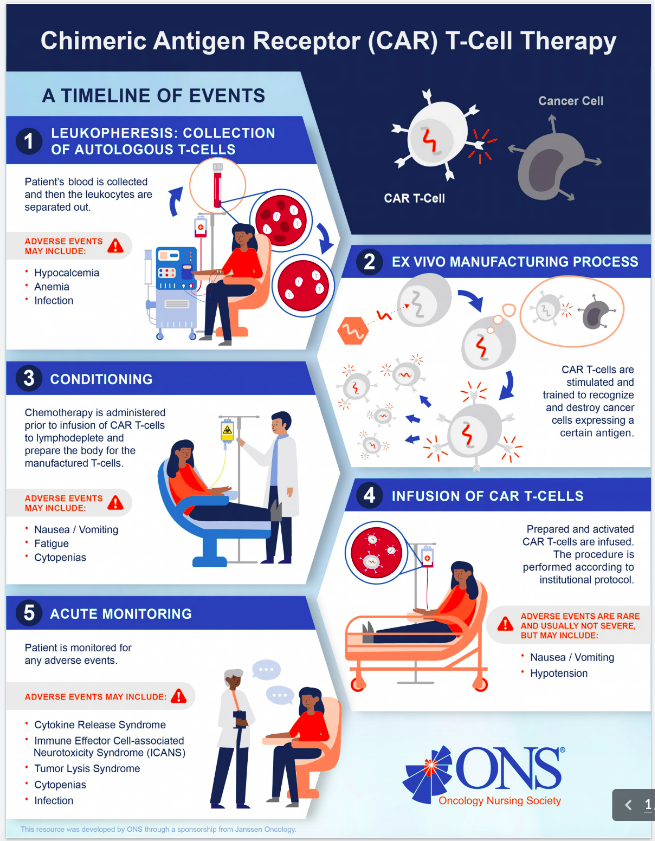 Chimeric Antigen Receptor (CAR) T-Cell Therapy
A TIMELINE OF EVENTS
Cancer Cell
CAR T-Cell
1 LEUKOPHERESIS: COLLECTION
OF AUTOLOGOUS T-CELLS
Patient's blood is collected
and then the leukocytes are
separated out.
ADVERSE EVENTS
MAY INCLUDE:
• Hypocalcemia
• Anemia
• Infection
2 EX VIVO MANUFACTURING PROCESS
CAR T-cells are
stimulated and
trained to recognize
and destroy cancer
cells expressing a
certain antigen.
3 CONDITIONING
Chemotherapy is administered
prior to infusion of CAR T-cells
to lymphodeplete and
prepare the body for the
manufactured T-cells.
ADVERSE EVENTS
MAY INCLUDE:
• Nausea / Vomiting
• Fatigue
• Cytopenias
4 INFUSION OF CAR T-CELLS
Prepared and activated
CAR T-cells are infused.
The procedure is
performed according to
institutional protocol.
ADVERSE EVENTS ARE RARE
AND USUALLY NOT SEVERE,
BUT MAY INCLUDE:
• Nausea / Vomiting
• Hypotension
5 ACUTE MONITORING
Patient is monitored for
any adverse events.
ADVERSE EVENTS MAY INCLUDE:
• Cytokine Release Syndrome
• Immune Effector Cell-associated
Neurotoxicity Syndrome (ICANS)
• Tumor Lysis Syndrome
• Cytopenias
• Infection
ONS®
Oncology Nursing Society
1
This resource was developed by ONS through a sponsorship from Janssen Oncology.